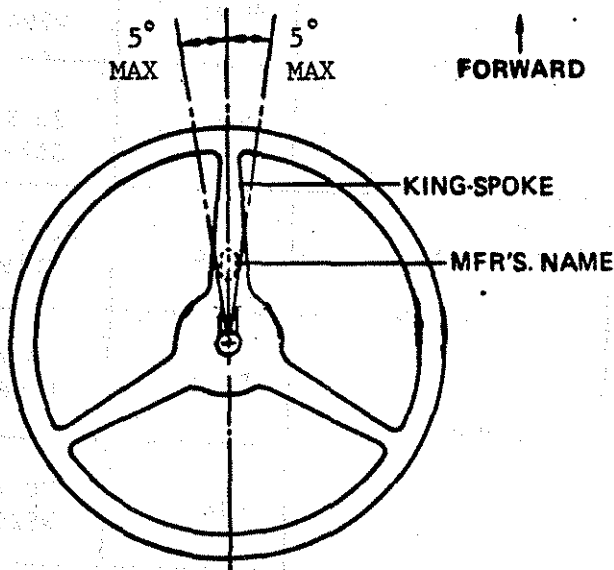 5° 5°
MAX MAX
FORWARD
KING-SPOKE
MFR'S. NAME